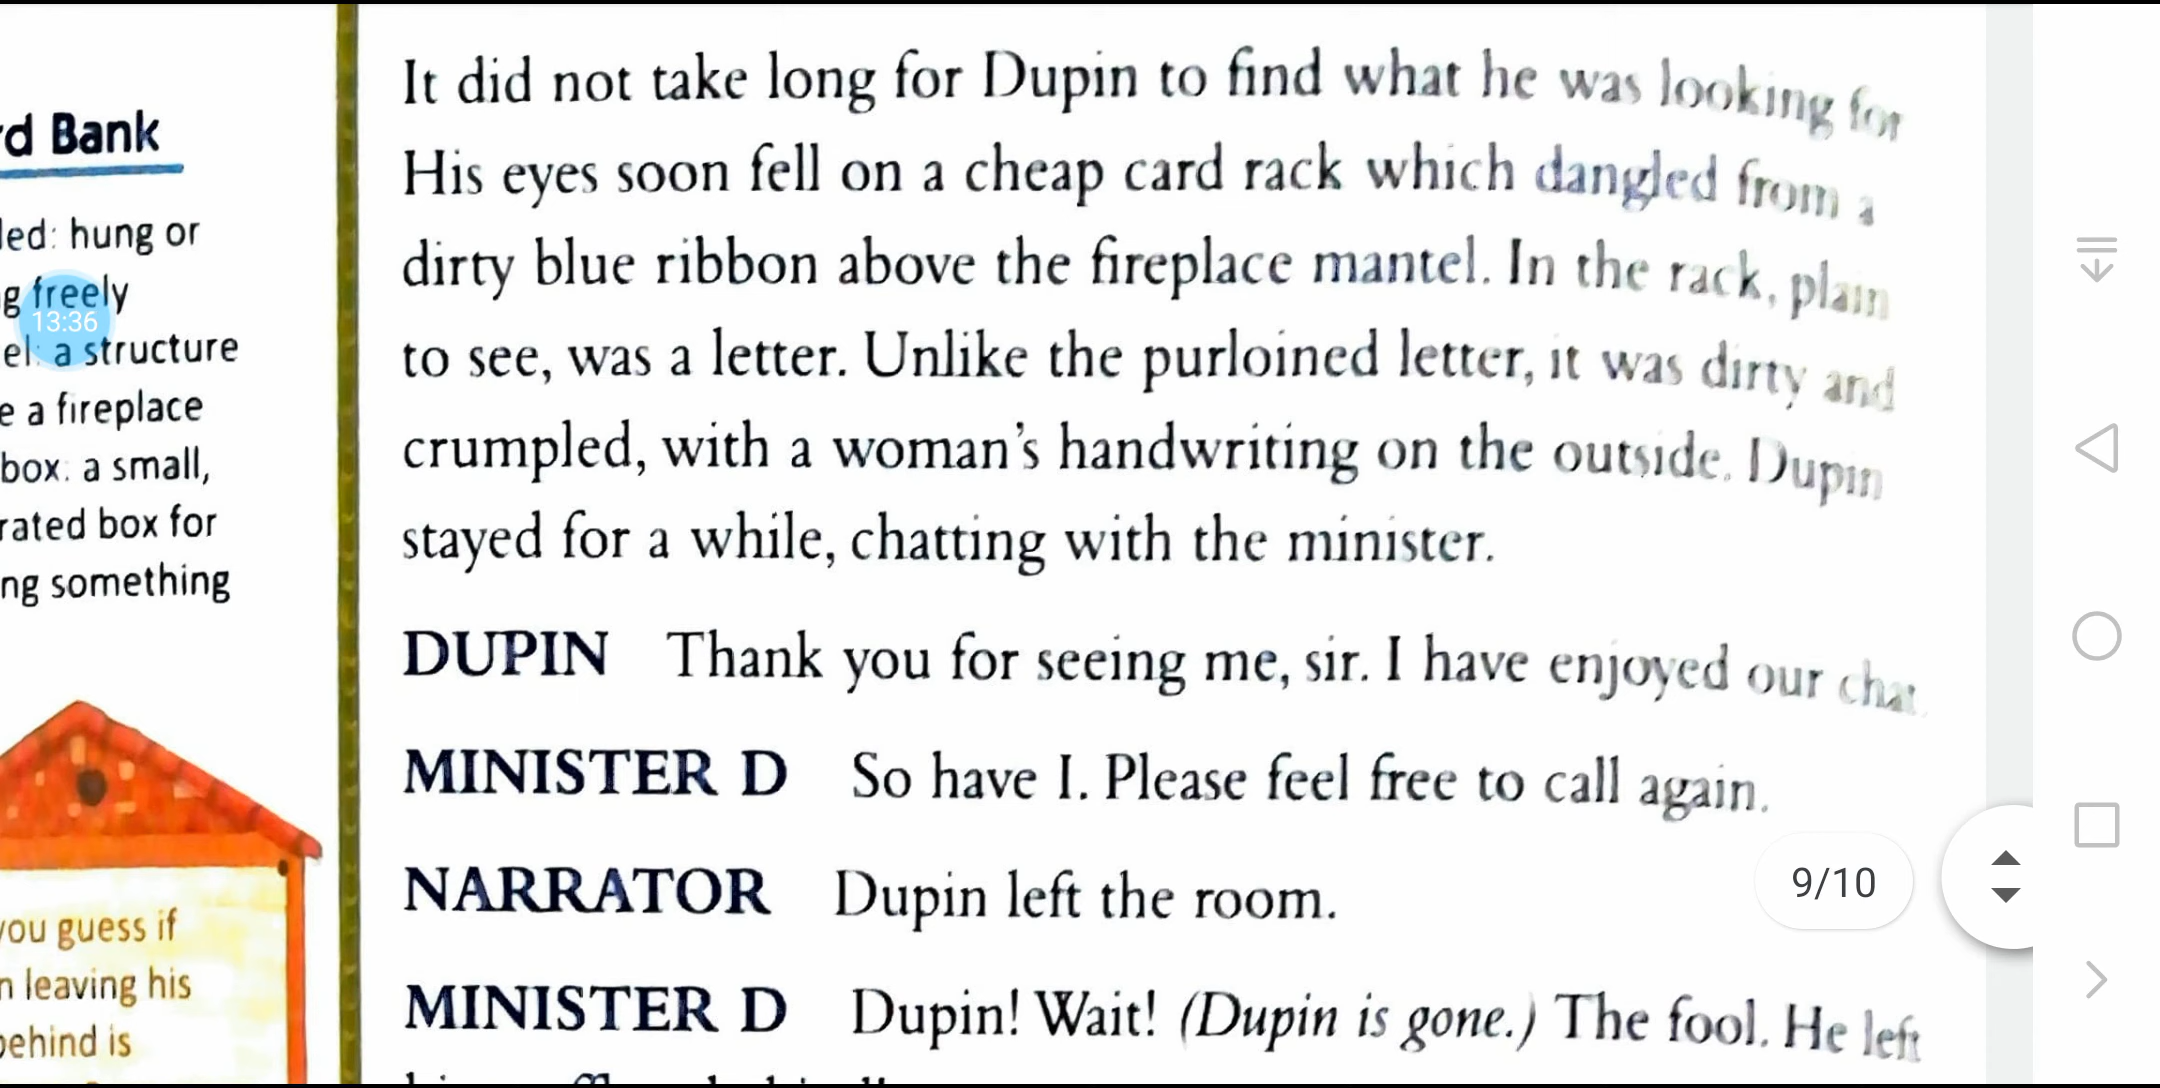 rd Bank
led: hung or
g freely
13:36
el: a structure
e a fireplace
box: a small,
rated box for
ng something
you guess if
n leaving his
behind is
It did not take long for Dupin to find what he was looking for
His eyes soon fell on a cheap card rack which dangled from a
dirty blue ribbon above the fireplace mantel. In the rack, plain
to see, was a letter. Unlike the purloined letter, it was dirty and
crumpled, with a woman's handwriting on the outside. Dupin
stayed for a while, chatting with the minister.
DUPIN Thank you for seeing me, sir. I have enjoyed our chat.
MINISTER D So have I. Please feel free to call again.
NARRATOR Dupin left the room.
MINISTER D Dupin! Wait! (Dupin is gone.) The fool. He left
9/10